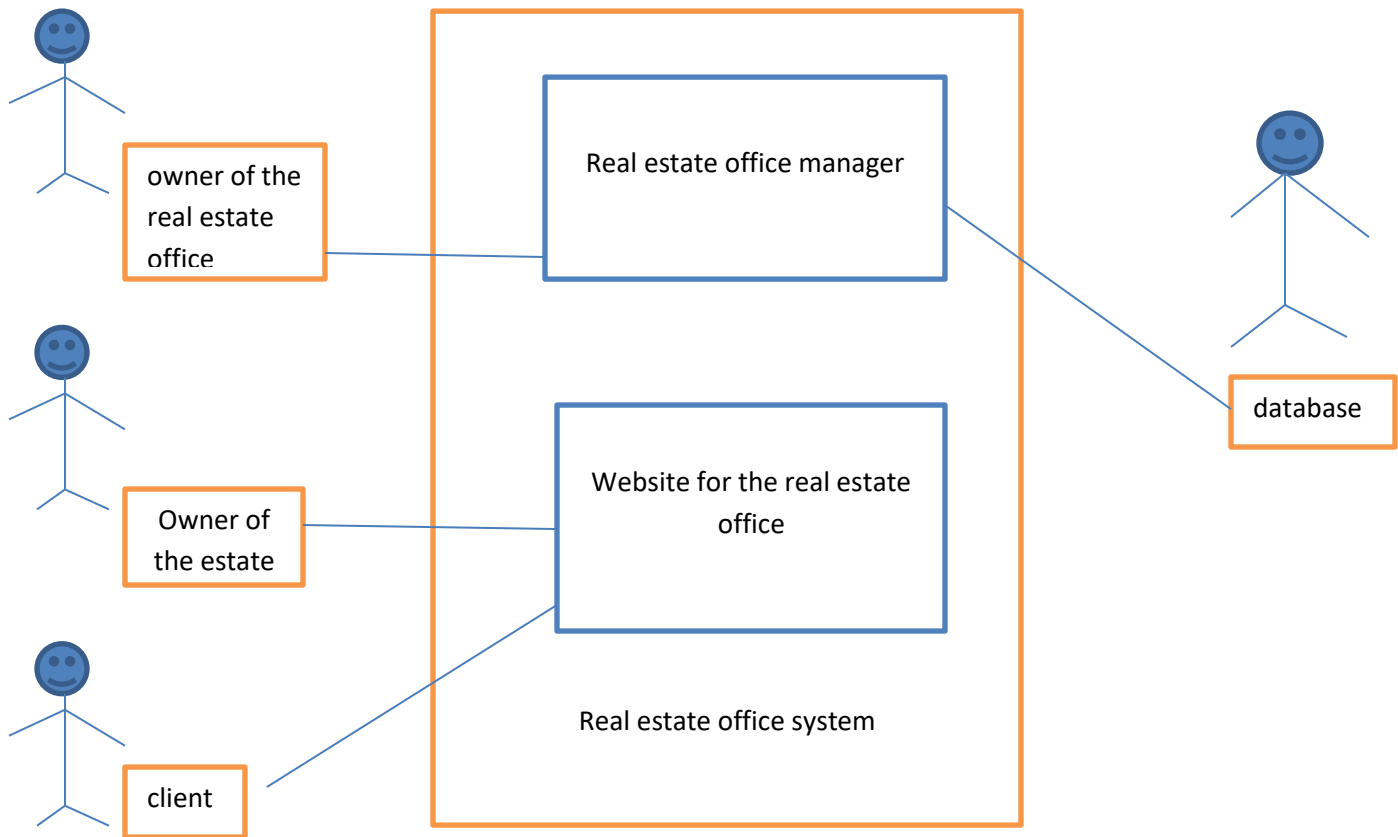 owner of the
real estate
office
Real estate office manager
database
Owner of
the estate
Website for the real estate
office
client
Real estate office system